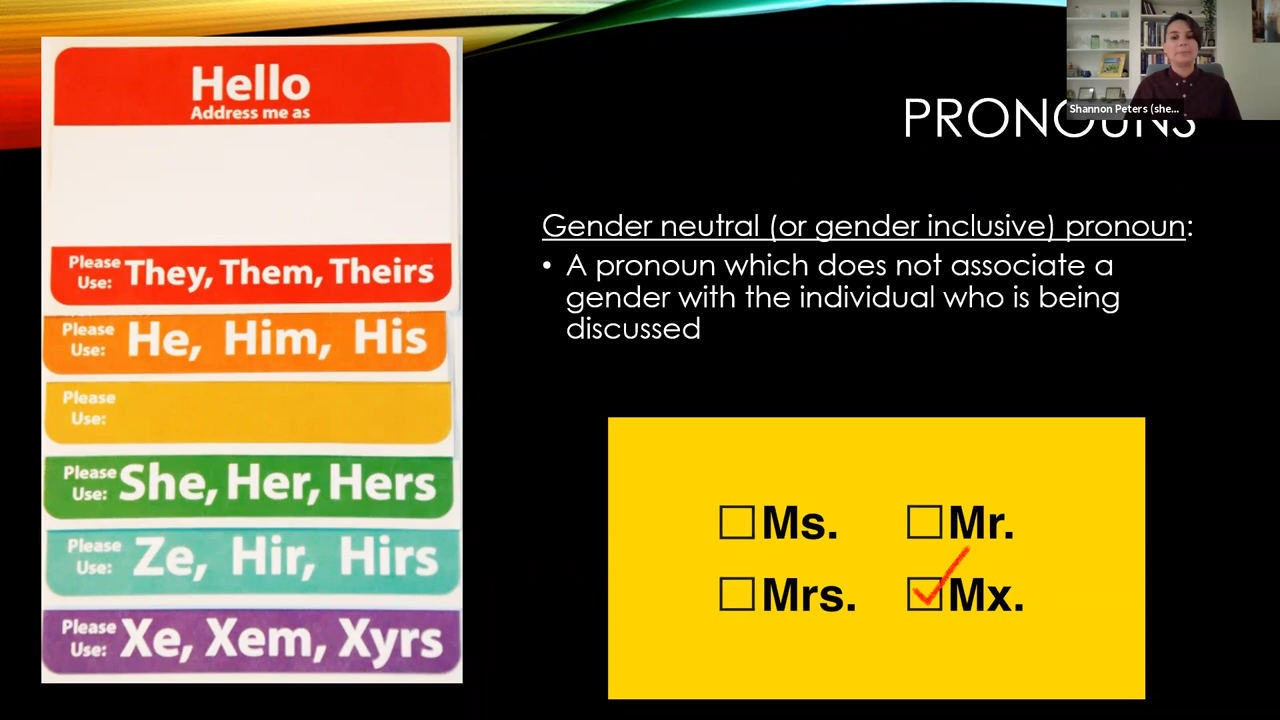 Hello
Address me as
Please Use: They, Them, Theirs
Please Use: He, Him, His
Please Use:
Please Use: She, Her, Hers
Please Use: Ze, Hir, Hirs
Please Use: Xe, Xem, Xyrs
Shannon Peters (she...
PRONOUNS
Gender neutral (or gender inclusive) pronoun:
• A pronoun which does not associate a
gender with the individual who is being
discussed
☐Ms. ☐Mr.
☐Mrs. ☑Mx.